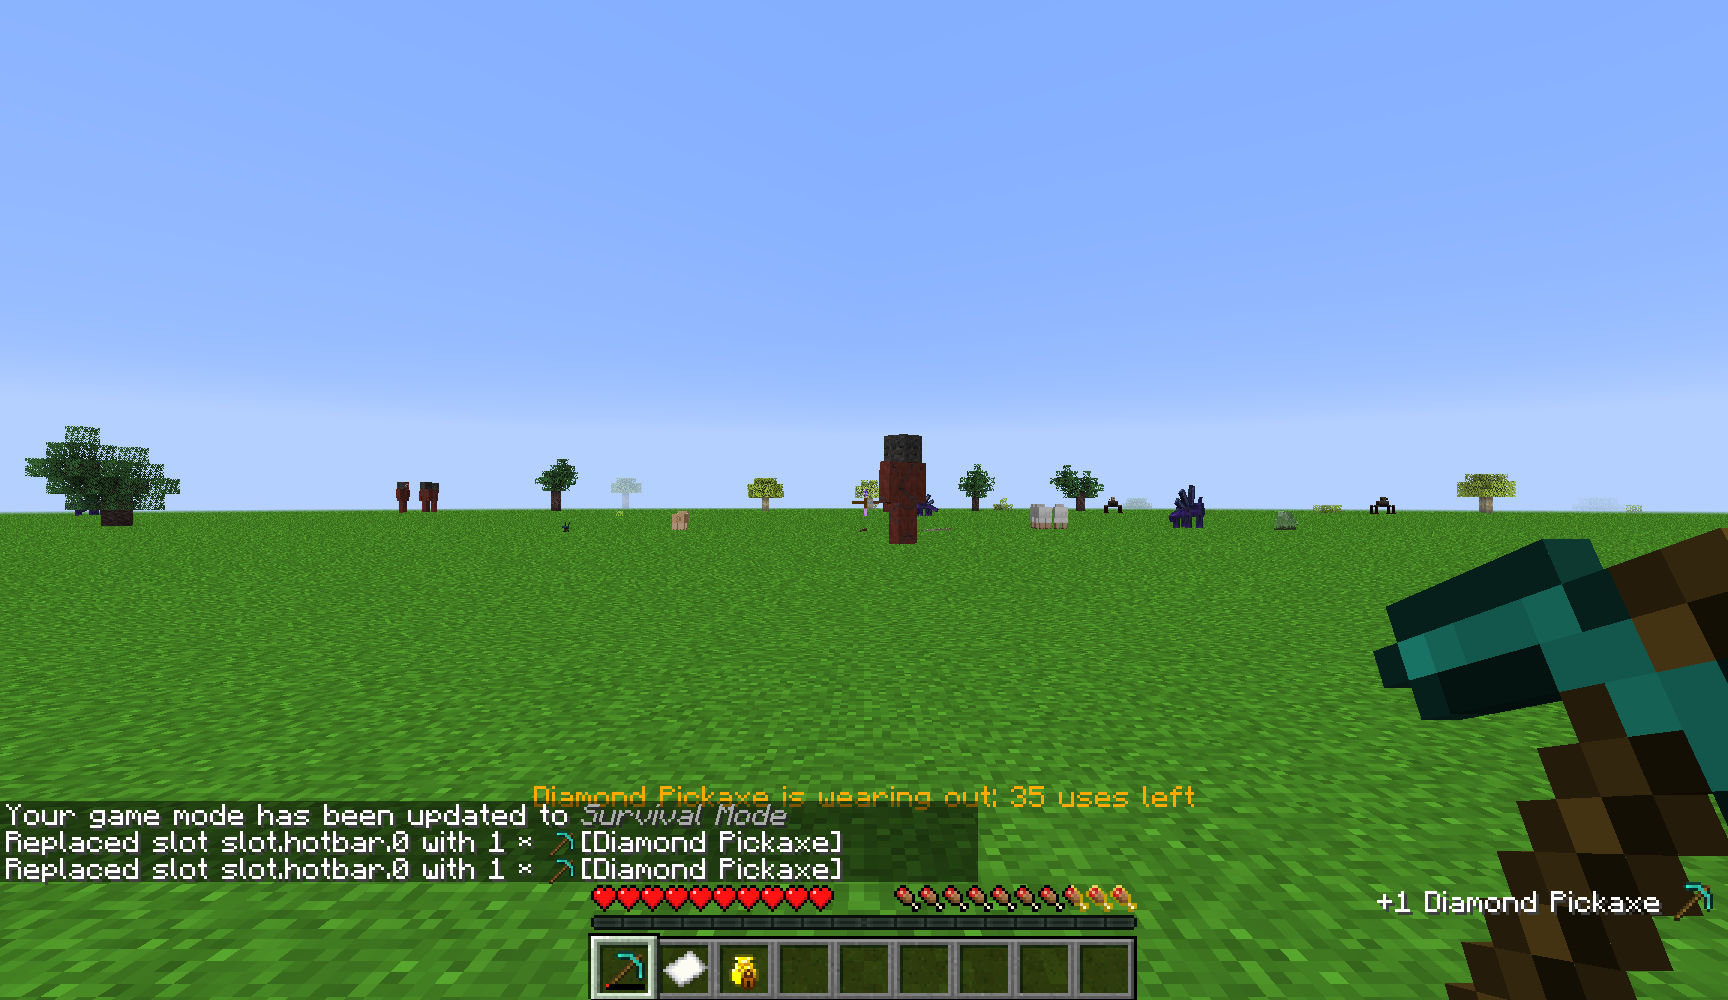 Diamond Pickaxe is wearing out: 35 uses left
Your game mode has been updated to Survival Mode
Replaced slot slot.hotbar.0 with 1 × [Diamond Pickaxe]
Replaced slot slot.hotbar.0 with 1 × [Diamond Pickaxe]
+1 Diamond Pickaxe